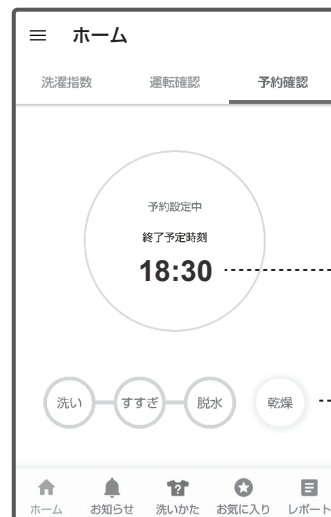 ホーム
洗濯指数 運転確認 予約確認
予約設定中
終了予定時刻
18:30
洗い すすぎ 脱水 乾燥
ホーム お知らせ 洗いかた お気に入り レポート